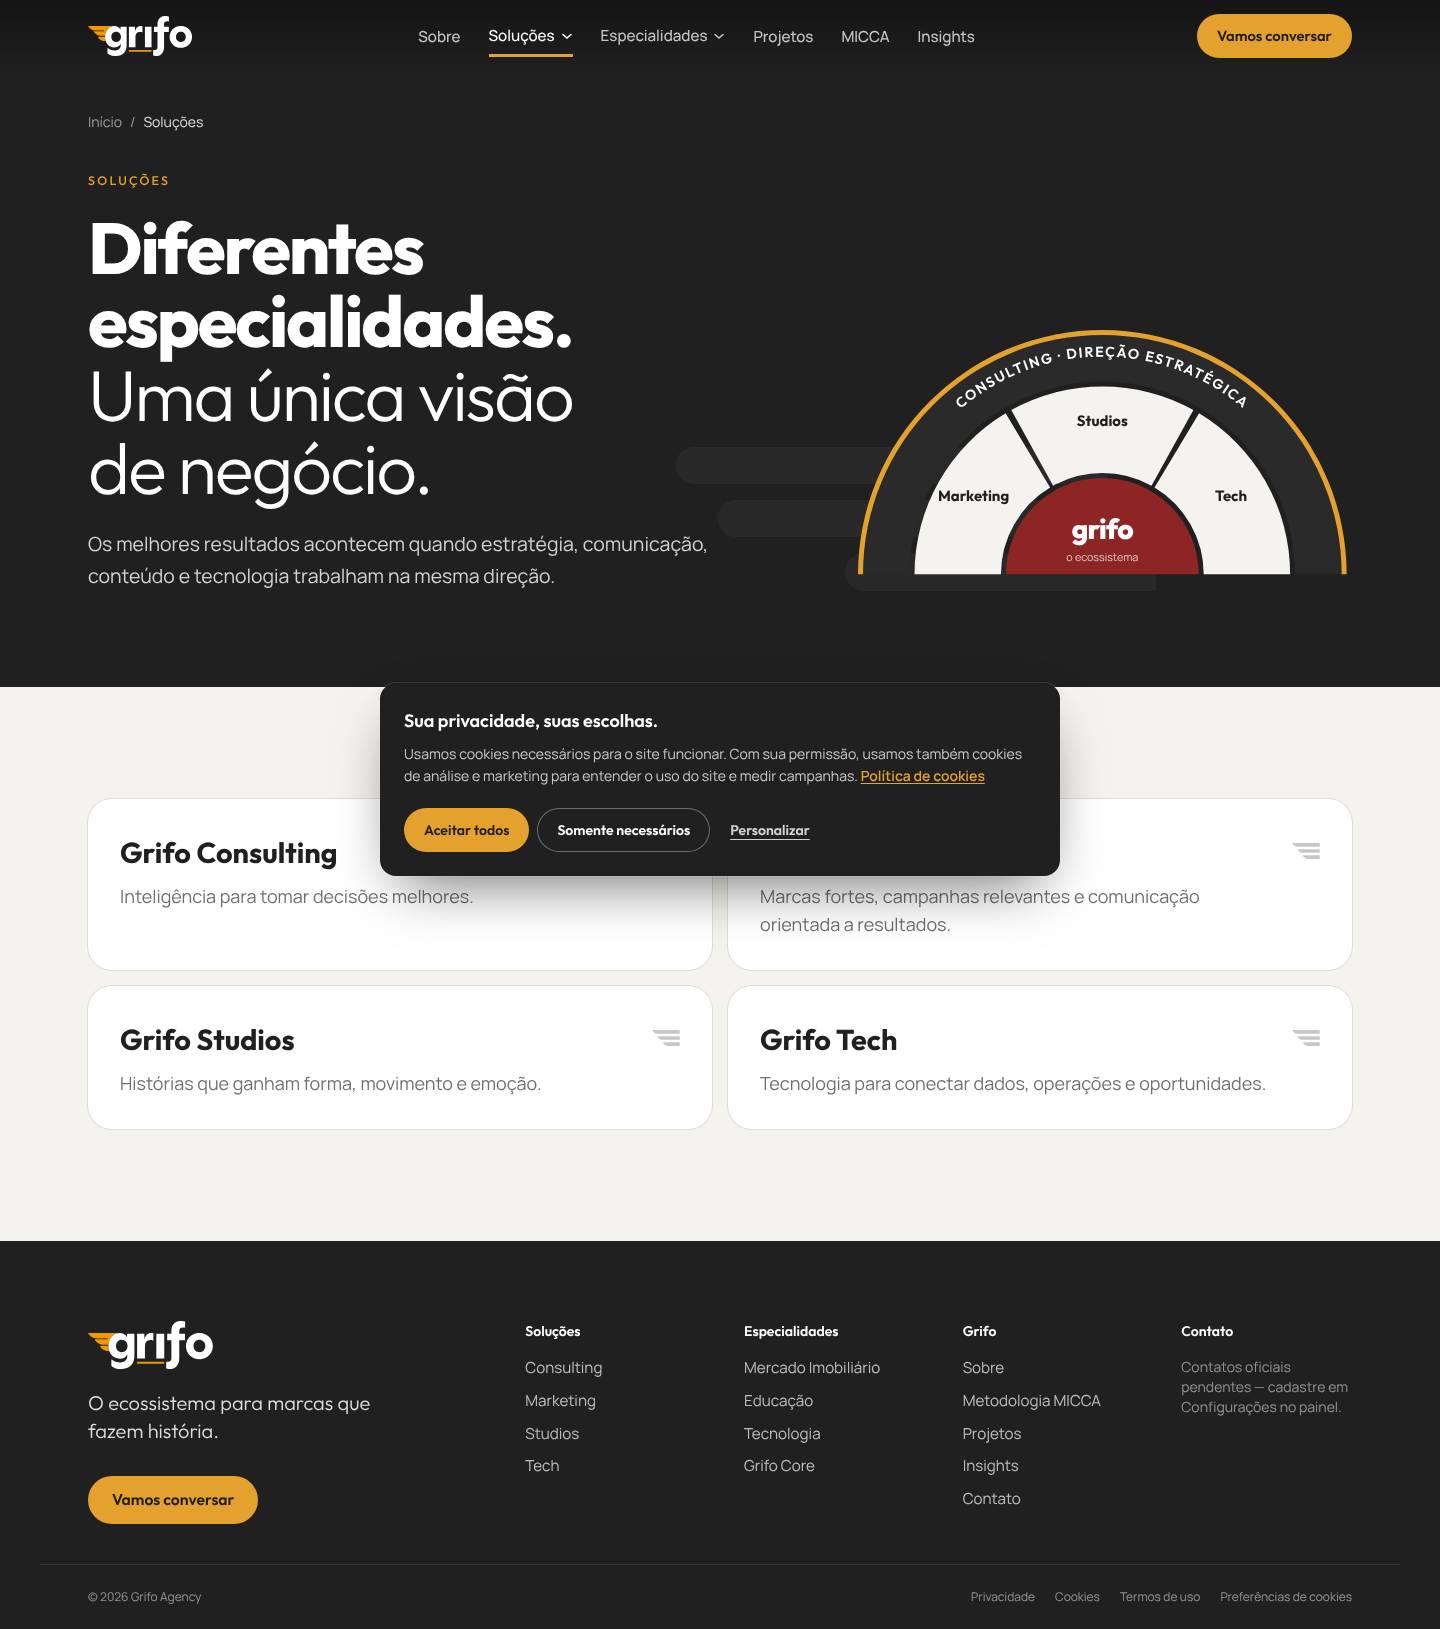 grifo
Sobre
Soluções
Especialidades
Projetos
MICCA
Insights
Vamos conversar
Início / Soluções
SOLUÇÕES
Diferentes
especialidades.
Uma única visão
de negócio.
Os melhores resultados acontecem quando estratégia, comunicação,
conteúdo e tecnologia trabalham na mesma direção.
CONSULTING · DIREÇÃO ESTRATÉGICA
Studios
Marketing
Tech
grifo
o ecossistema
Sua privacidade, suas escolhas.
Usamos cookies necessários para o site funcionar. Com sua permissão, usamos também cookies
de análise e marketing para entender o uso do site e medir campanhas. Política de cookies
Aceitar todos
Somente necessários
Personalizar
Grifo Consulting
Inteligência para tomar decisões melhores.
Marcas fortes, campanhas relevantes e comunicação
orientada a resultados.
Grifo Studios
Histórias que ganham forma, movimento e emoção.
Grifo Tech
Tecnologia para conectar dados, operações e oportunidades.
grifo
O ecossistema para marcas que
fazem história.
Vamos conversar
Soluções
Consulting
Marketing
Studios
Tech
Especialidades
Mercado Imobiliário
Educação
Tecnologia
Grifo Core
Grifo
Sobre
Metodologia MICCA
Projetos
Insights
Contato
Contato
Contatos oficiais
pendentes — cadastre em
Configurações no painel.
© 2026 Grifo Agency
Privacidade
Cookies
Termos de uso
Preferências de cookies